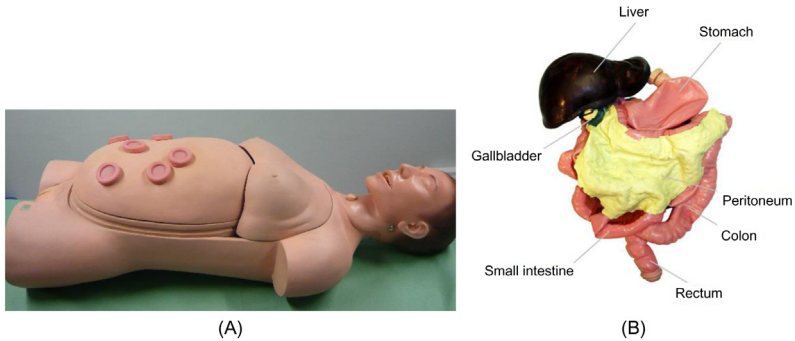 Liver
Stomach
Gallbladder
Peritoneum
Colon
Small intestine
Rectum
(A)
(B)